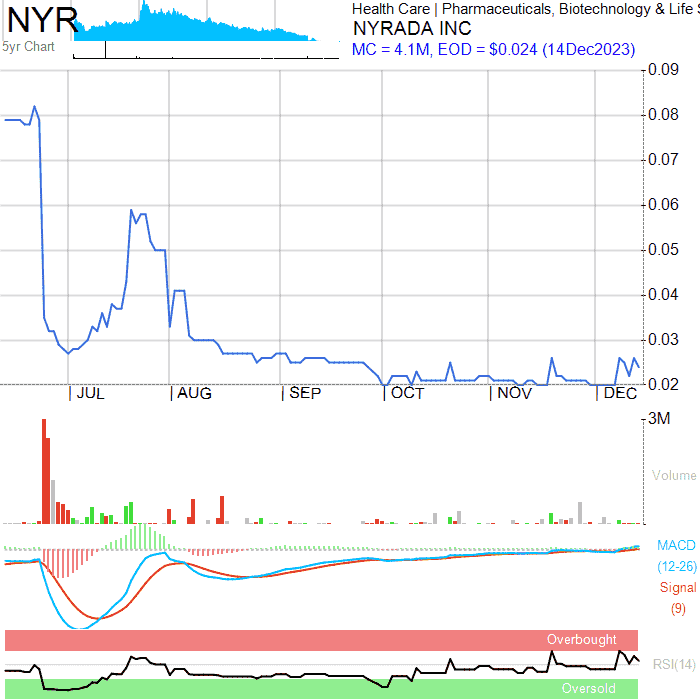 NYR
5yr Chart
Health Care | Pharmaceuticals, Biotechnology & Life
NYRADA INC
MC = 4.1M, EOD = $0.024 (14Dec2023)
0.09
0.08
0.07
0.06
0.05
0.04
0.03
0.02
JUL
AUG
SEP
OCT
NOV
DEC
3M
Volume
MACD
(12-26)
Signal
(9)
Overbought
RSI(14)
Oversold